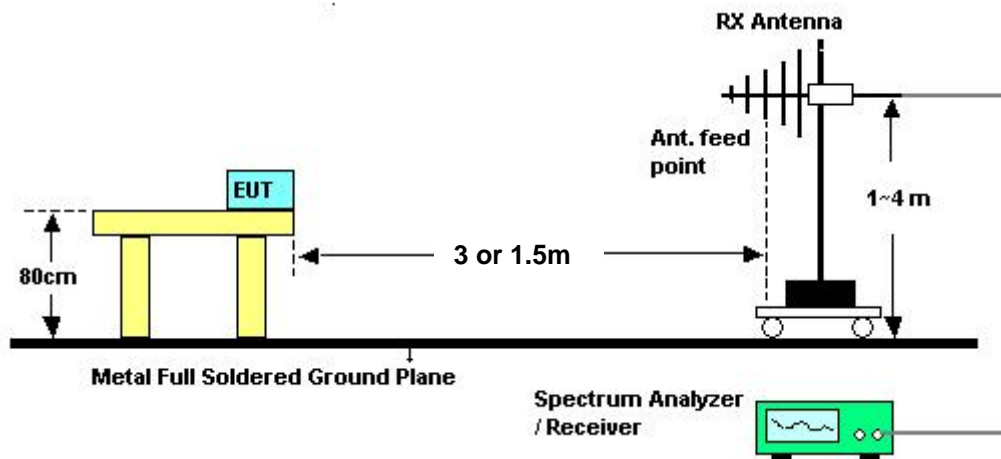 RX Antenna
Ant. feed
point
EUT
1~4 m
3 or 1.5m
80cm
Metal Full Soldered Ground Plane
Spectrum Analyzer
/ Receiver